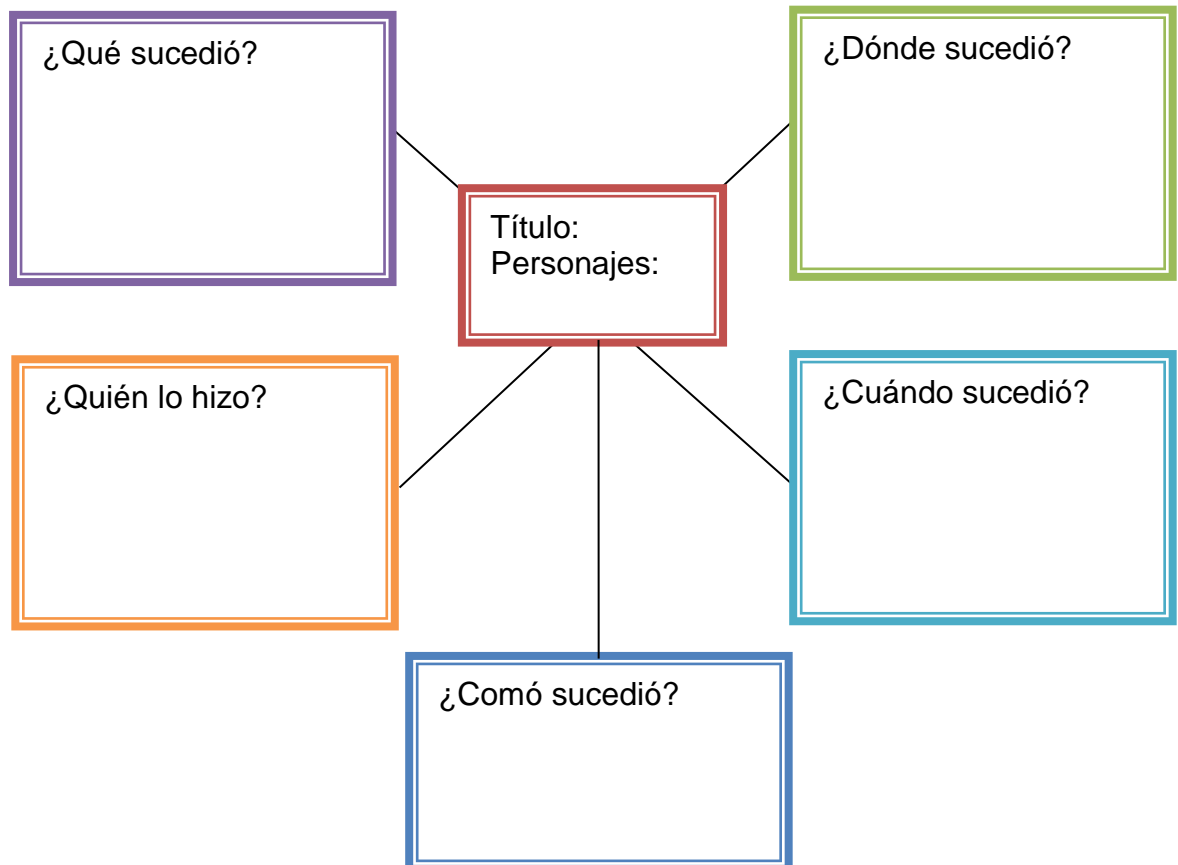 ¿Qué sucedió?
¿Dónde sucedió?
Título:
Personajes:
¿Quién lo hizo?
¿Cuándo sucedió?
¿Comó sucedió?